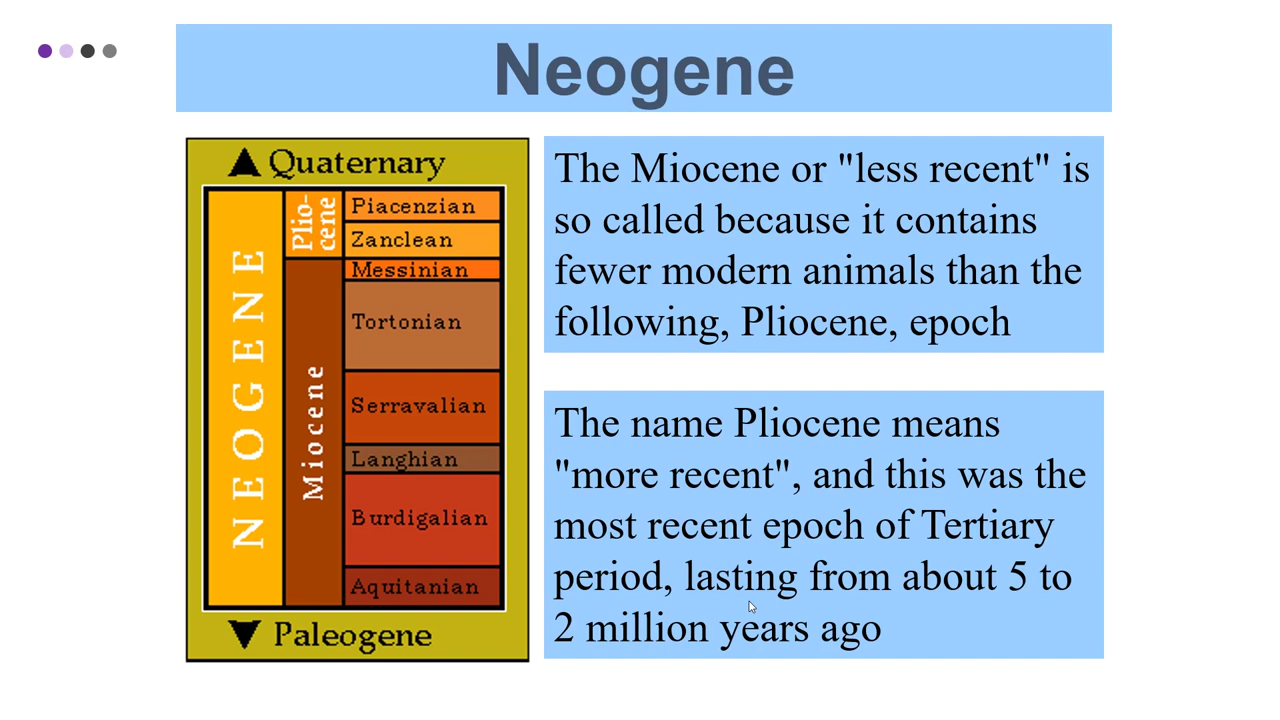 Neogene
Quaternary
NEOGENE
Plio-
cene
Piacenzian
Zanclean
Miocene
Messinian
Tortonian
Serravalian
Langhian
Burdigalian
Aquitanian
Paleogene
The Miocene or "less recent" is
so called because it contains
fewer modern animals than the
following, Pliocene, epoch
The name Pliocene means
"more recent", and this was the
most recent epoch of Tertiary
period, lasting from about 5 to
2 million years ago